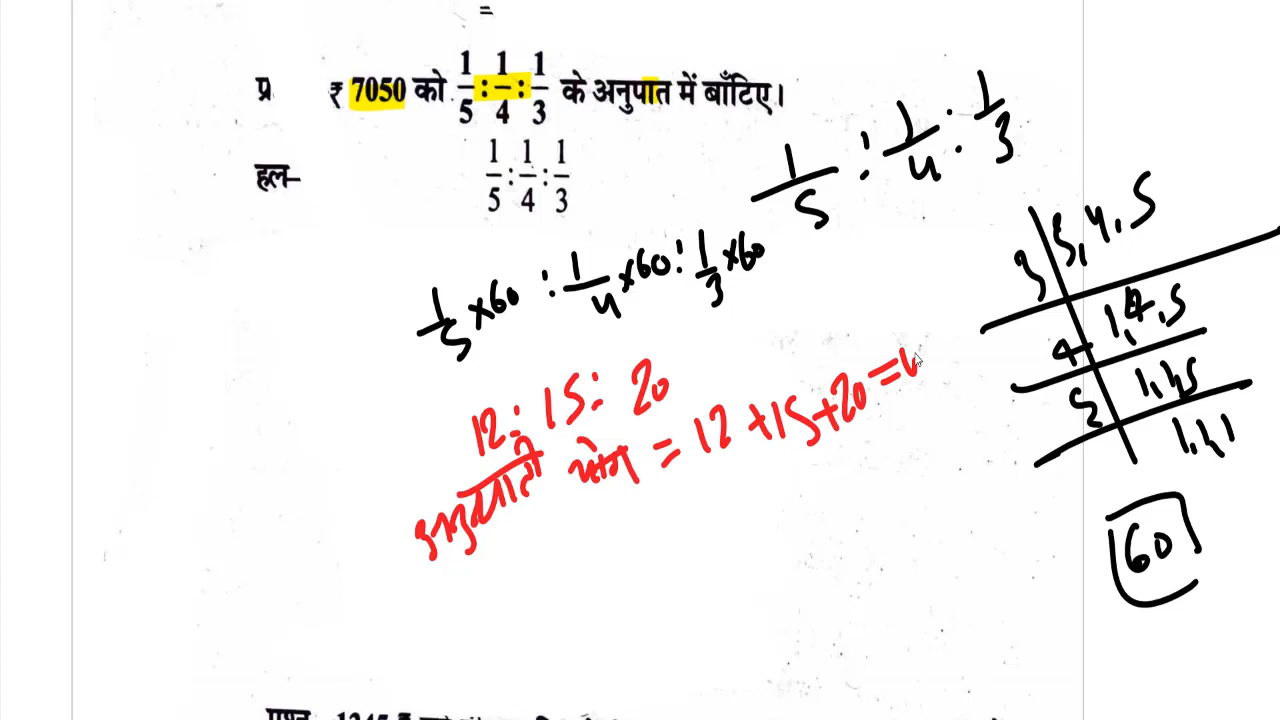 =
प्र ₹ 7050 को 1/5 : 1/4 : 1/3 के अनुपात में बाँटिए।
हल– 1/5 : 1/4 : 1/3
1/5 : 1/4 : 1/3
1/5 ×60 : 1/4 ×60 : 1/3 ×60
3 | 3, 4, 5
4 | 1, 4, 5
5 | 1, 1, 5
1, 1, 1
60
12 : 15 : 20
अनुपातों का योग = 12 + 15 + 20 = 4